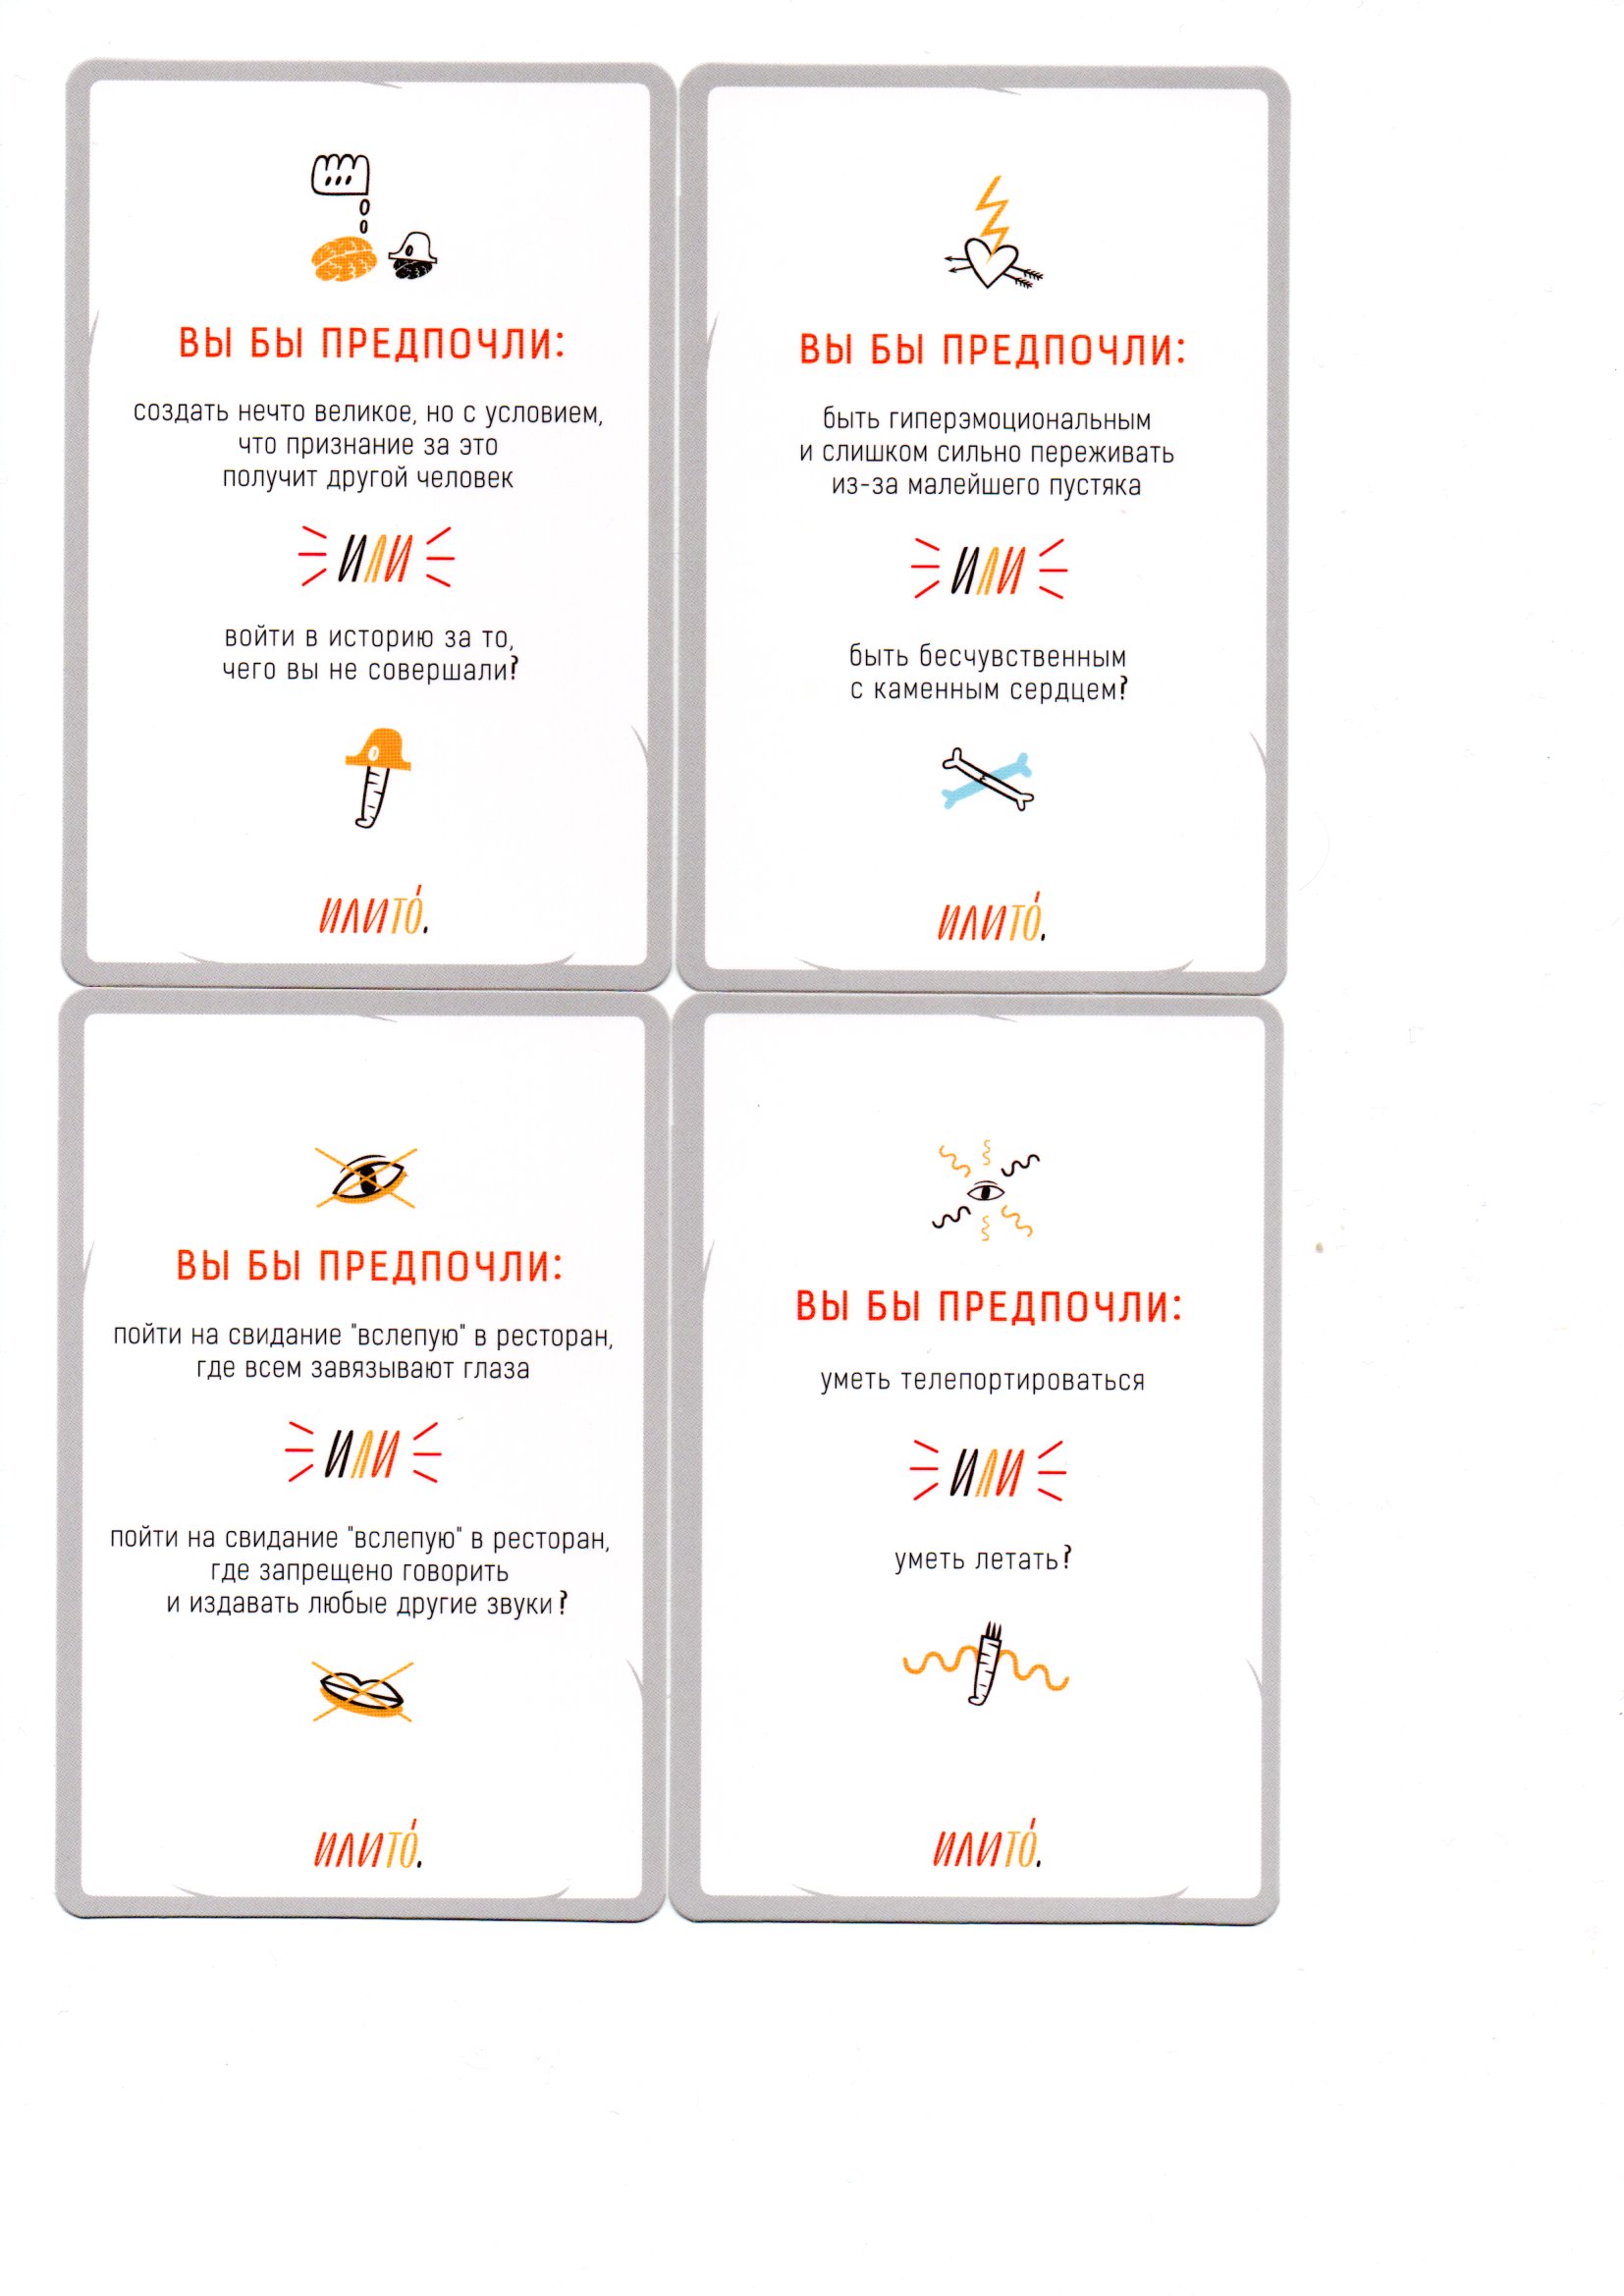 ВЫ БЫ ПРЕДПОЧЛИ:
создать нечто великое, но с условием,
что признание за это
получит другой человек
ИЛИ
войти в историю за то,
чего вы не совершали?
ИЛИТО́.
ВЫ БЫ ПРЕДПОЧЛИ:
быть гиперэмоциональным
и слишком сильно переживать
из-за малейшего пустяка
ИЛИ
быть бесчувственным
с каменным сердцем?
ИЛИТО́.
ВЫ БЫ ПРЕДПОЧЛИ:
пойти на свидание "вслепую" в ресторан,
где всем завязывают глаза
ИЛИ
пойти на свидание "вслепую" в ресторан,
где запрещено говорить
и издавать любые другие звуки?
ИЛИТО́.
ВЫ БЫ ПРЕДПОЧЛИ:
уметь телепортироваться
ИЛИ
уметь летать?
ИЛИТО́.